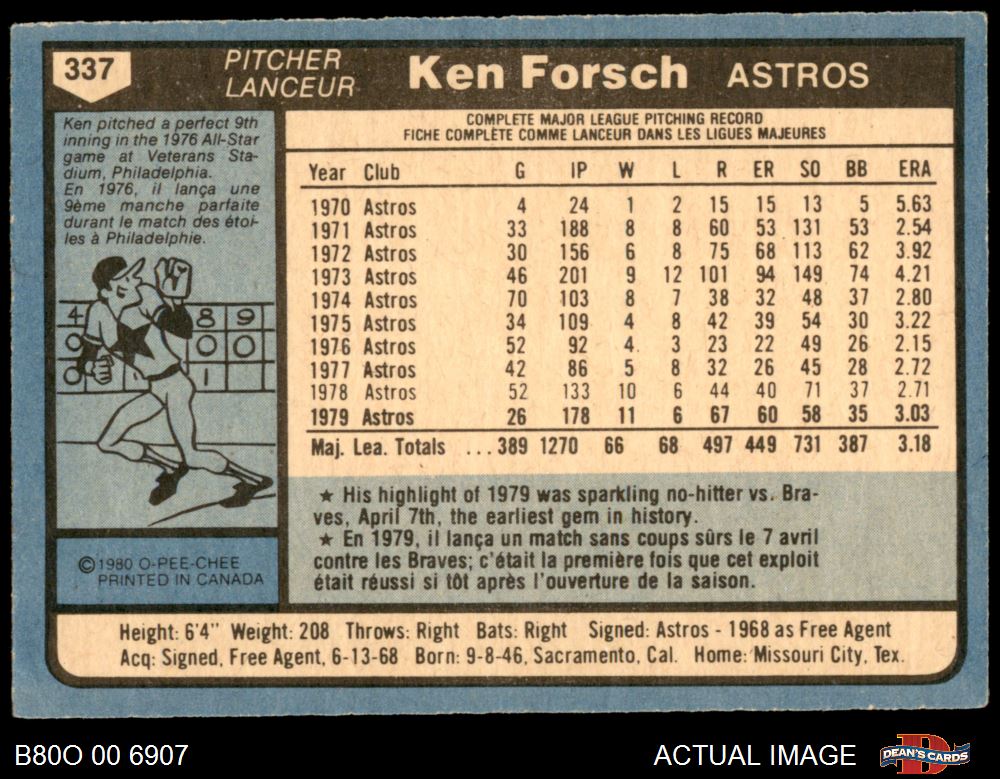 337
PITCHER
LANCEUR
Ken Forsch ASTROS
Ken pitched a perfect 9th
inning in the 1976 All-Star
game at Veterans Sta-
dium, Philadelphia.
En 1976, il lança une
9ème manche parfaite
durant le match des étoi-
les à Philadelphie.
4 8 9
0 0 0
0 1
©1980 O-PEE-CHEE
PRINTED IN CANADA
COMPLETE MAJOR LEAGUE PITCHING RECORD
FICHE COMPLÈTE COMME LANCEUR DANS LES LIGUES MAJEURES
Year Club G IP W L R ER SO BB ERA
1970 Astros 4 24 1 2 15 15 13 5 5.63
1971 Astros 33 188 8 8 60 53 131 53 2.54
1972 Astros 30 156 6 8 75 68 113 62 3.92
1973 Astros 46 201 9 12 101 94 149 74 4.21
1974 Astros 70 103 8 7 38 32 48 37 2.80
1975 Astros 34 109 4 8 42 39 54 30 3.22
1976 Astros 52 92 4 3 23 22 49 26 2.15
1977 Astros 42 86 5 8 32 26 45 28 2.72
1978 Astros 52 133 10 6 44 40 71 37 2.71
1979 Astros 26 178 11 6 67 60 58 35 3.03
Maj. Lea. Totals ... 389 1270 66 68 497 449 731 387 3.18
★ His highlight of 1979 was sparkling no-hitter vs. Bra-
ves, April 7th, the earliest gem in history.
★ En 1979, il lança un match sans coups sûrs le 7 avril
contre les Braves; c'était la première fois que cet exploit
était réussi si tôt après l'ouverture de la saison.
Height: 6'4" Weight: 208 Throws: Right Bats: Right Signed: Astros - 1968 as Free Agent
Acq: Signed, Free Agent, 6-13-68 Born: 9-8-46, Sacramento, Cal. Home: Missouri City, Tex.
B80O 00 6907 ACTUAL IMAGE DEAN'S CARDS